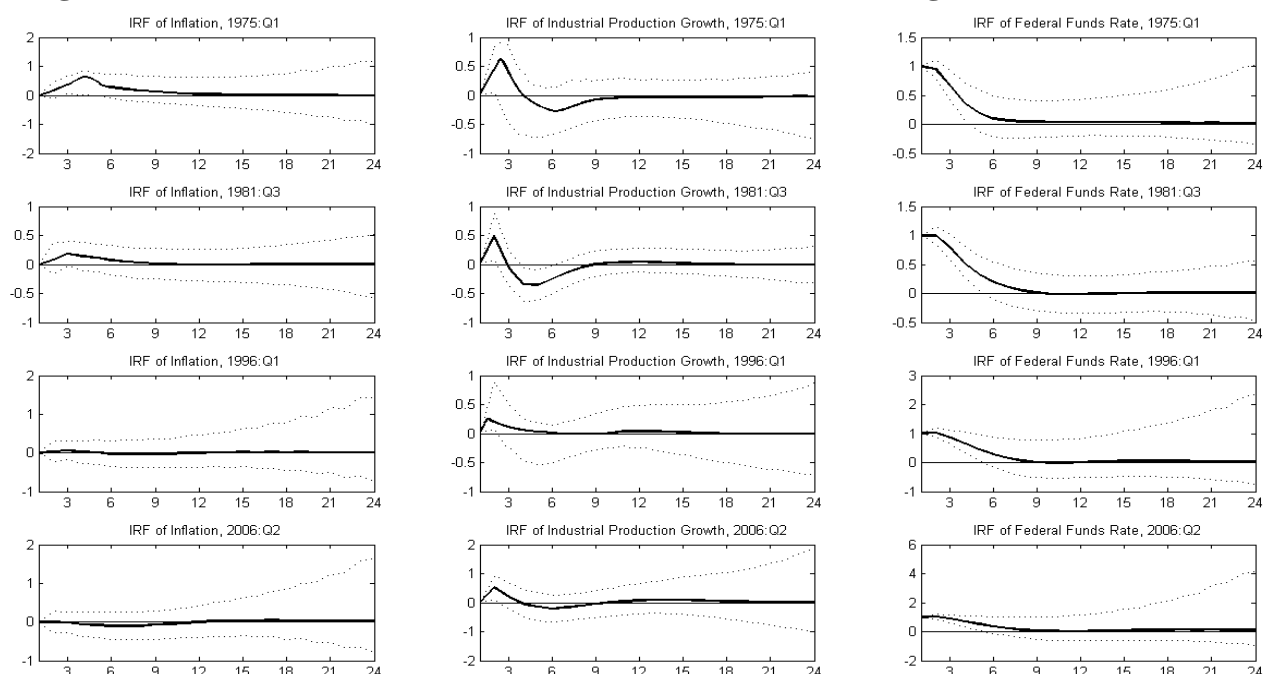 IRF of Inflation, 1975:Q1
2
1
0
-1
-2
3 6 9 12 15 18 21 24
IRF of Industrial Production Growth, 1975:Q1
1
0.5
0
-0.5
-1
3 6 9 12 15 18 21 24
IRF of Federal Funds Rate, 1975:Q1
1.5
1
0.5
0
-0.5
3 6 9 12 15 18 21 24
IRF of Inflation, 1981:Q3
1
0.5
0
-0.5
-1
3 6 9 12 15 18 21 24
IRF of Industrial Production Growth, 1981:Q3
1
0.5
0
-0.5
-1
3 6 9 12 15 18 21 24
IRF of Federal Funds Rate, 1981:Q3
1.5
1
0.5
0
-0.5
3 6 9 12 15 18 21 24
IRF of Inflation, 1996:Q1
2
1
0
-1
3 6 9 12 15 18 21 24
IRF of Industrial Production Growth, 1996:Q1
1
0.5
0
-0.5
-1
3 6 9 12 15 18 21 24
IRF of Federal Funds Rate, 1996:Q1
3
2
1
0
-1
3 6 9 12 15 18 21 24
IRF of Inflation, 2006:Q2
2
1
0
-1
3 6 9 12 15 18 21 24
IRF of Industrial Production Growth, 2006:Q2
2
1
0
-1
-2
3 6 9 12 15 18 21 24
IRF of Federal Funds Rate, 2006:Q2
6
4
2
0
-2
3 6 9 12 15 18 21 24